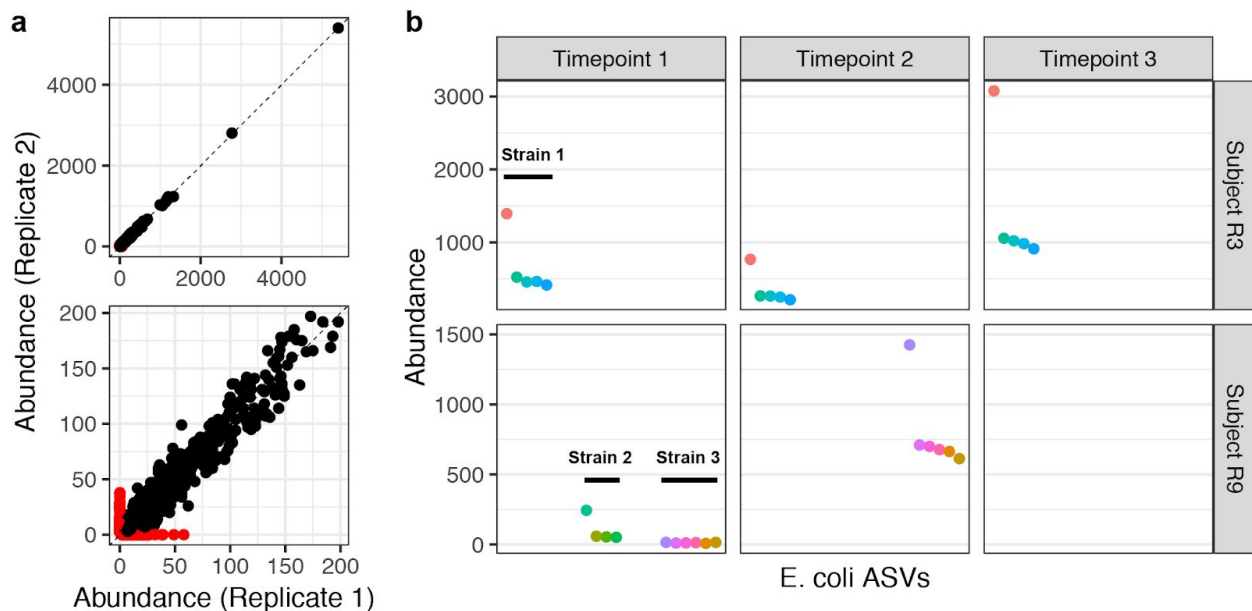 a
Abundance (Replicate 2)
4000
2000
0
0 2000 4000
200
150
100
50
0
0 50 100 150 200
Abundance (Replicate 1)
b
Timepoint 1 Timepoint 2 Timepoint 3
Abundance
3000
2000
1000
Strain 1
Subject R3
1500
1000
500
0
Strain 2 Strain 3
Subject R9
E. coli ASVs